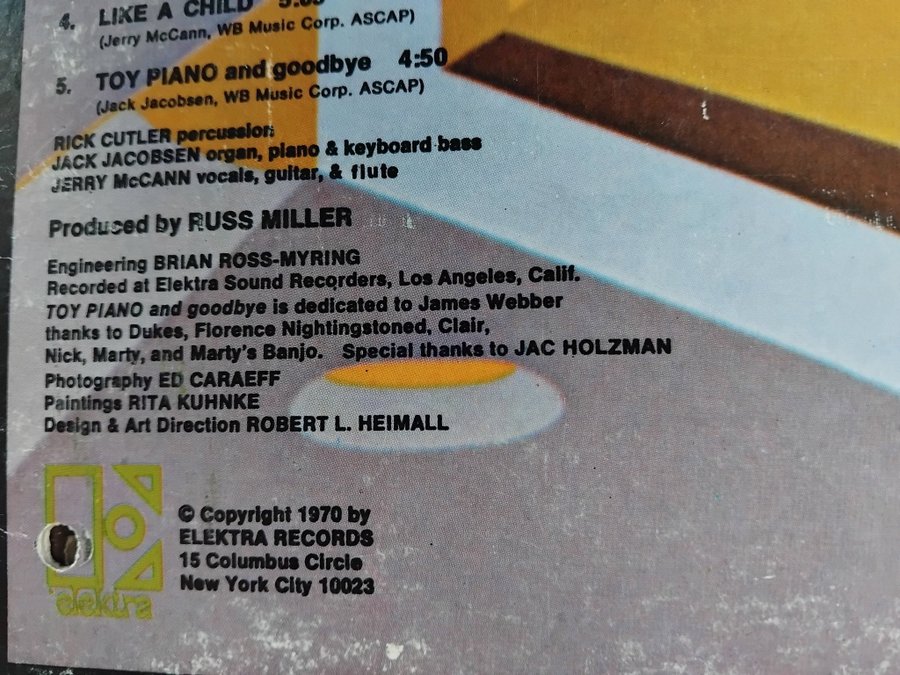 4. LIKE A CHILD
(Jerry McCann, WB Music Corp. ASCAP)
5. TOY PIANO and goodbye 4:50
(Jack Jacobsen, WB Music Corp. ASCAP)
RICK CUTLER percussion
JACK JACOBSEN organ, piano & keyboard bass
JERRY McCANN vocals, guitar, & flute
Produced by RUSS MILLER
Engineering BRIAN ROSS-MYRING
Recorded at Elektra Sound Recorders, Los Angeles, Calif.
TOY PIANO and goodbye is dedicated to James Webber
thanks to Dukes, Florence Nightingstoned, Clair,
Nick, Marty, and Marty's Banjo. Special thanks to JAC HOLZMAN
Photography ED CARAEFF
Paintings RITA KUHNKE
Design & Art Direction ROBERT L. HEIMALL
© Copyright 1970 by
ELEKTRA RECORDS
15 Columbus Circle
New York City 10023
elektra